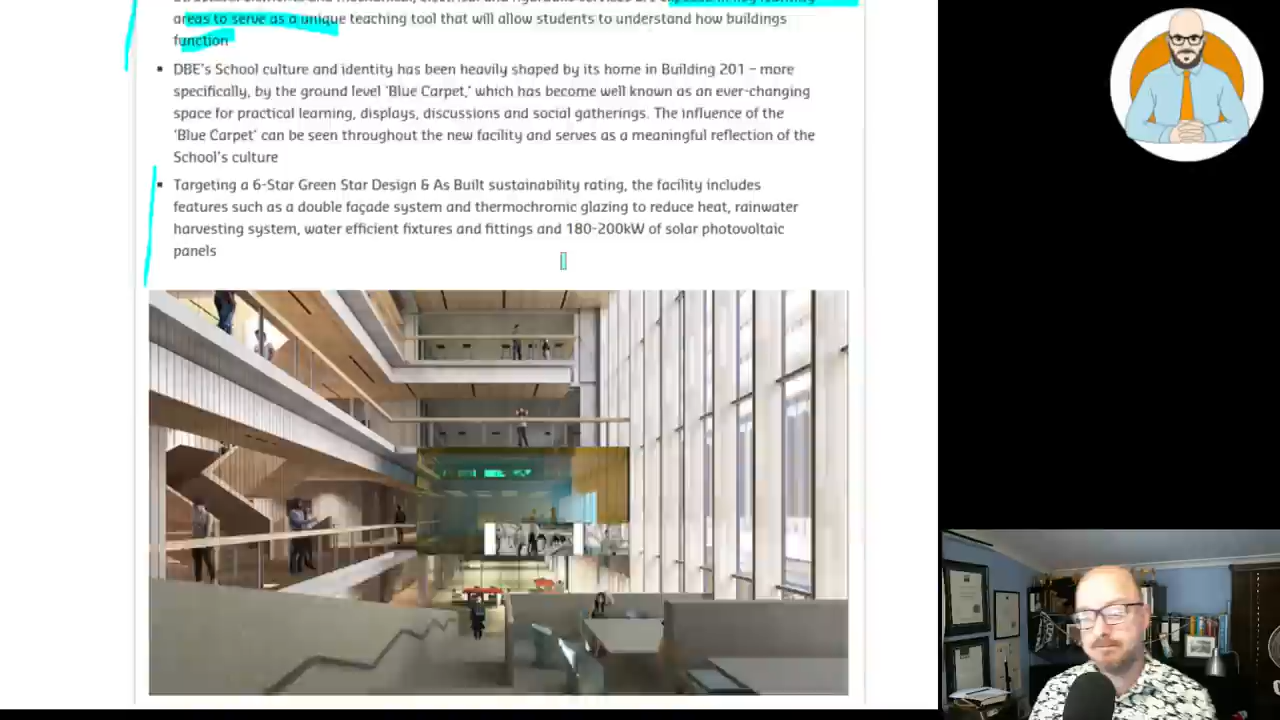 areas to serve as a unique teaching tool that will allow students to understand how buildings
function
▪ DBE's School culture and identity has been heavily shaped by its home in Building 201 – more
specifically, by the ground level 'Blue Carpet,' which has become well known as an ever-changing
space for practical learning, displays, discussions and social gatherings. The influence of the
'Blue Carpet' can be seen throughout the new facility and serves as a meaningful reflection of the
School's culture
▪ Targeting a 6-Star Green Star Design & As Built sustainability rating, the facility includes
features such as a double façade system and thermochromic glazing to reduce heat, rainwater
harvesting system, water efficient fixtures and fittings and 180-200kW of solar photovoltaic
panels